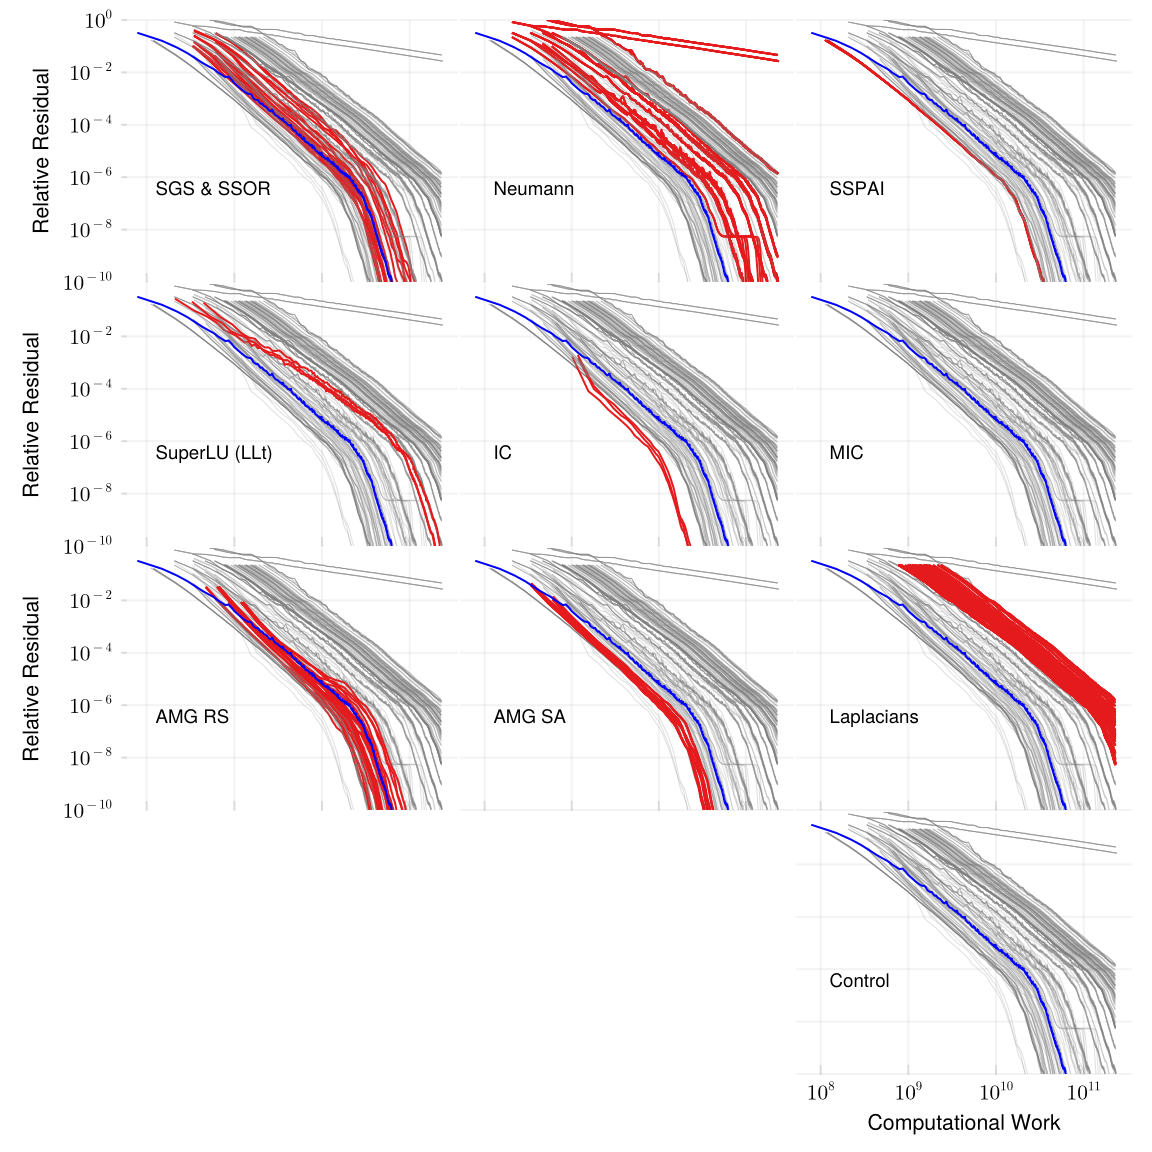 10^0
10^-2
10^-4
10^-6
10^-8
10^-10
Relative Residual
SGS & SSOR
Neumann
SSPAI
10^-2
10^-4
10^-6
10^-8
10^-10
Relative Residual
SuperLU (LLt)
IC
MIC
10^-2
10^-4
10^-6
10^-8
10^-10
Relative Residual
AMG RS
AMG SA
Laplacians
Control
10^8 10^9 10^10 10^11
Computational Work